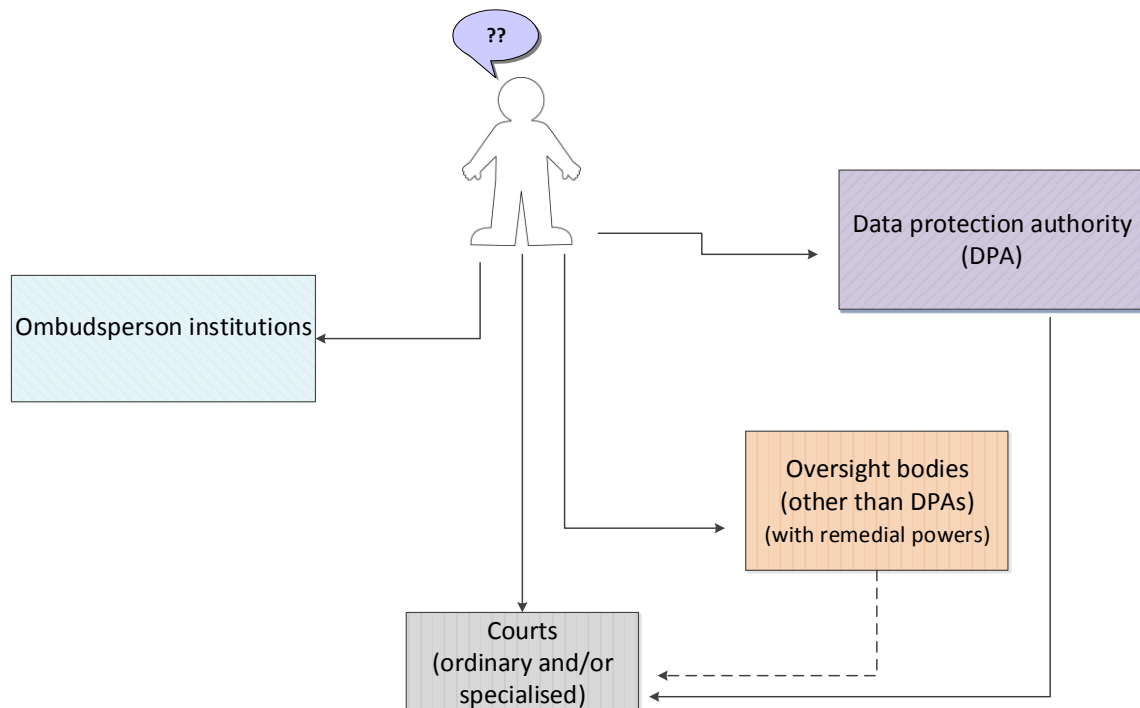 ??
Data protection authority
(DPA)
Ombudsperson institutions
Oversight bodies
(other than DPAs)
(with remedial powers)
Courts
(ordinary and/or
specialised)